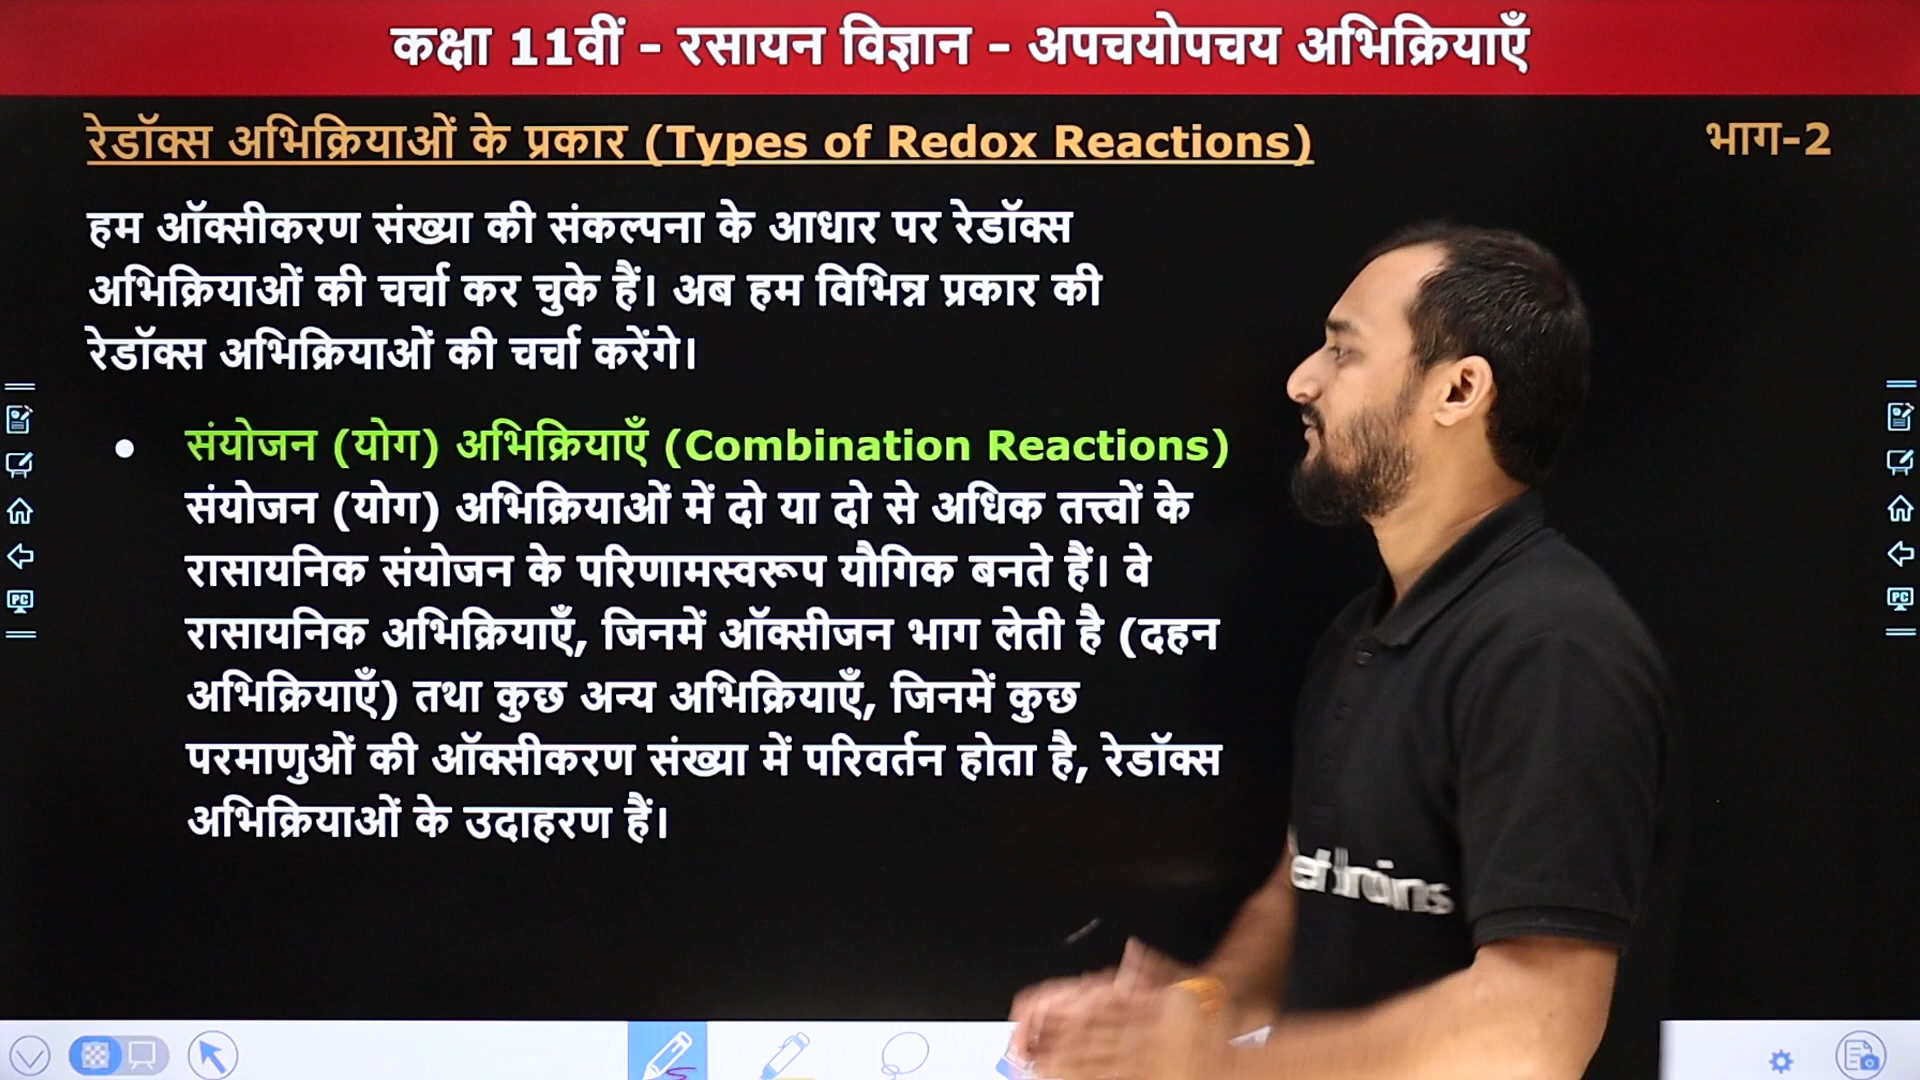 कक्षा 11वीं - रसायन विज्ञान - अपचयोपचय अभिक्रियाएँ
रेडॉक्स अभिक्रियाओं के प्रकार (Types of Redox Reactions)
भाग-2
हम ऑक्सीकरण संख्या की संकल्पना के आधार पर रेडॉक्स
अभिक्रियाओं की चर्चा कर चुके हैं। अब हम विभिन्न प्रकार की
रेडॉक्स अभिक्रियाओं की चर्चा करेंगे।
● संयोजन (योग) अभिक्रियाएँ (Combination Reactions)
संयोजन (योग) अभिक्रियाओं में दो या दो से अधिक तत्त्वों के
रासायनिक संयोजन के परिणामस्वरूप यौगिक बनते हैं। वे
रासायनिक अभिक्रियाएँ, जिनमें ऑक्सीजन भाग लेती है (दहन
अभिक्रियाएँ) तथा कुछ अन्य अभिक्रियाएँ, जिनमें कुछ
परमाणुओं की ऑक्सीकरण संख्या में परिवर्तन होता है, रेडॉक्स
अभिक्रियाओं के उदाहरण हैं।
PC
PC